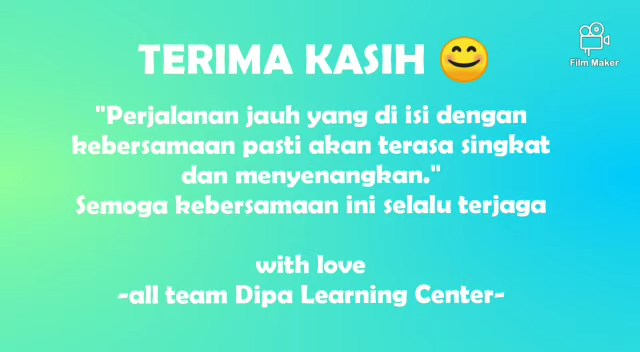 TERIMA KASIH 😊
Film Maker
"Perjalanan jauh yang di isi dengan
kebersamaan pasti akan terasa singkat
dan menyenangkan."
Semoga kebersamaan ini selalu terjaga
with love
-all team Dipa Learning Center-